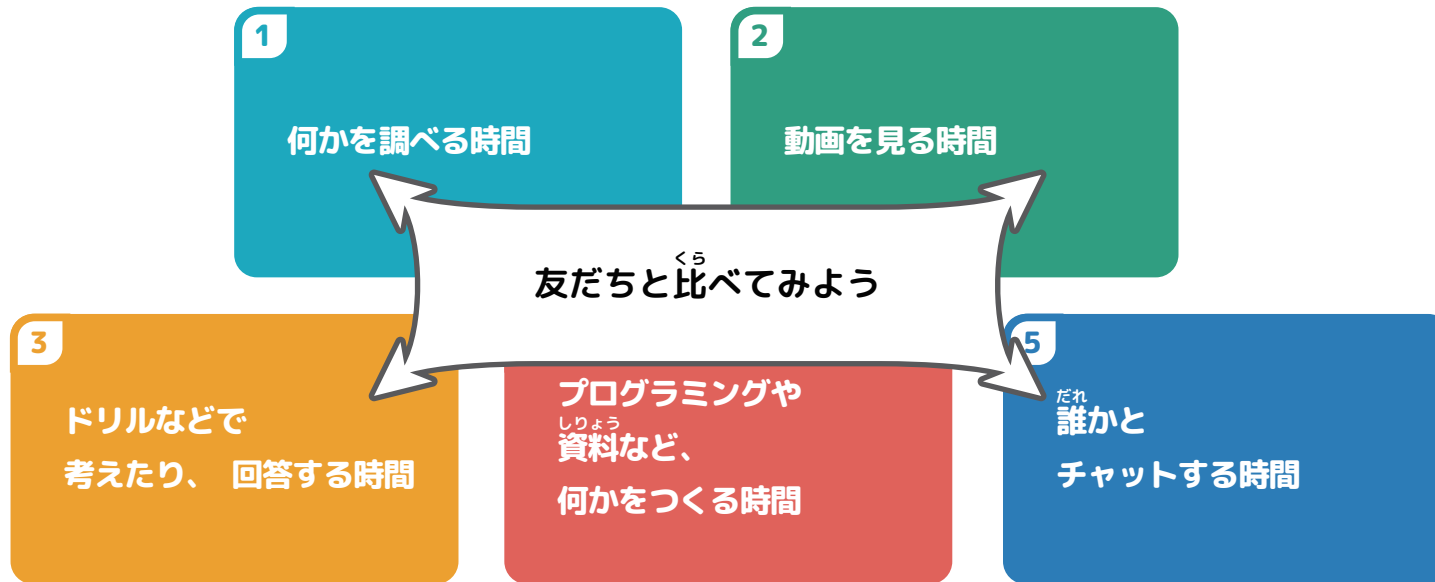 1
何かを調べる時間
2
動画を見る時間
くら
友だちと比べてみよう
3
ドリルなどで
考えたり、 回答する時間
プログラミングや
しりょう
資料など、
何かをつくる時間
5
だれ
誰かと
チャットする時間